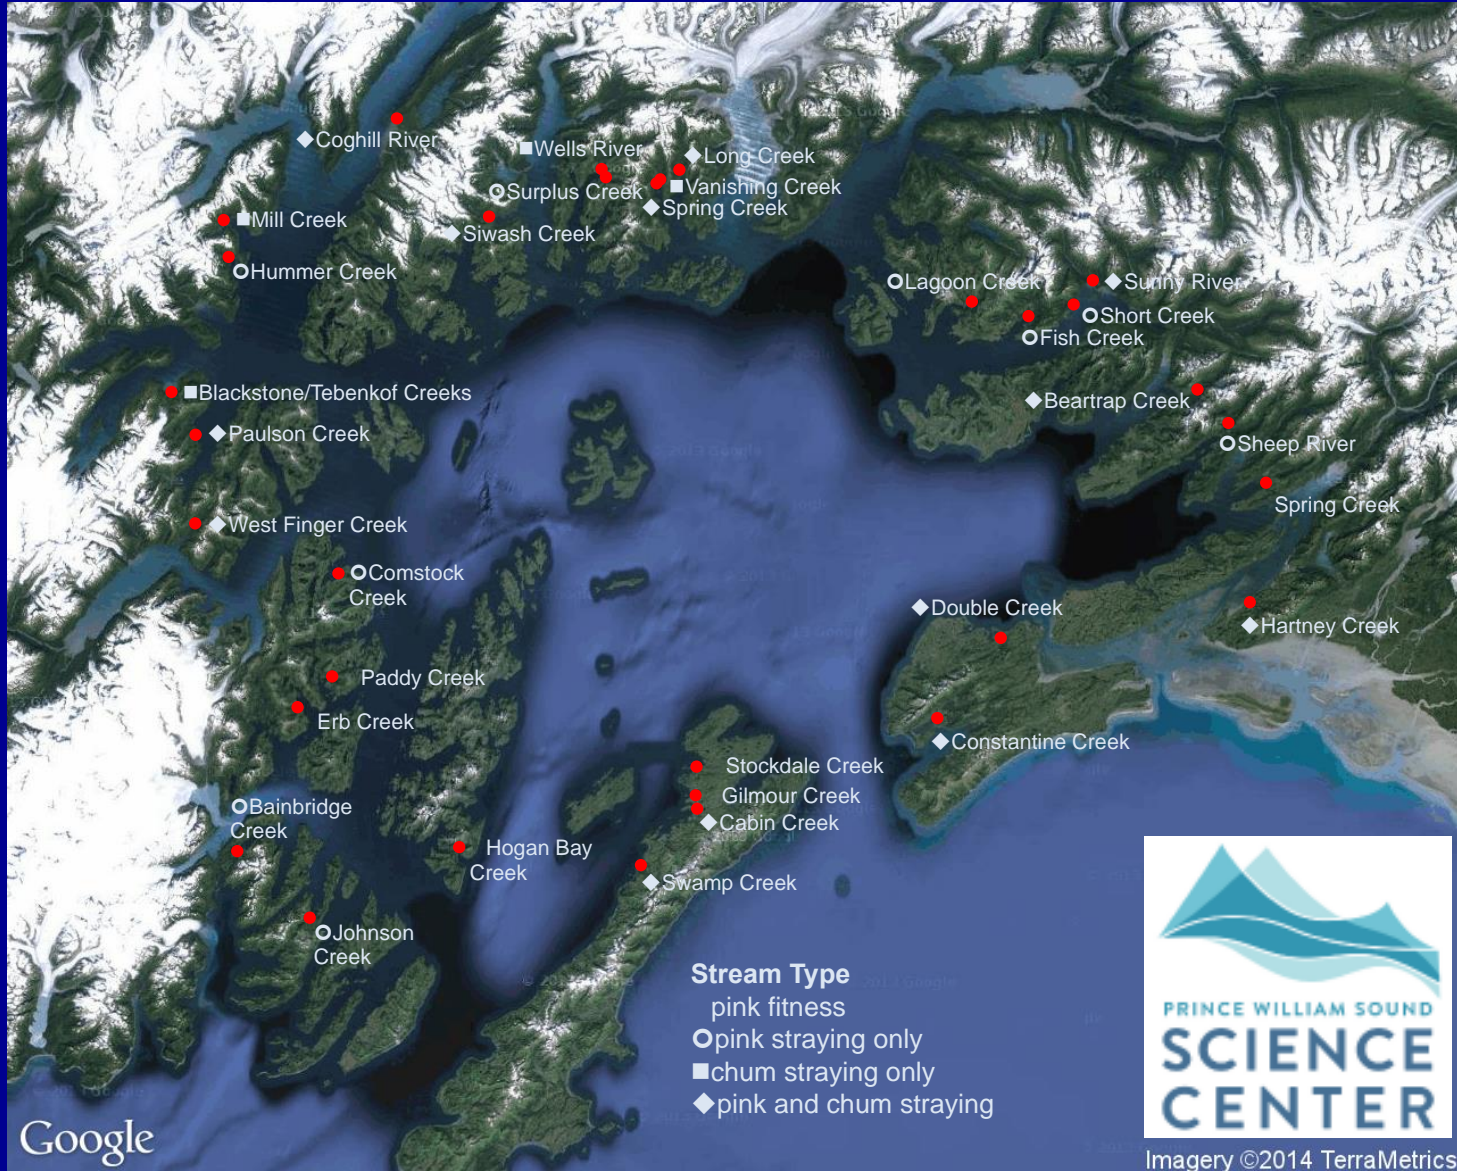 Coghill River
Wells River
Long Creek
Surplus Creek
Vanishing Creek
Spring Creek
Mill Creek
Siwash Creek
Hummer Creek
Lagoon Creek
Sunny River
Short Creek
Fish Creek
Blackstone/Tebenkof Creeks
Beartrap Creek
Paulson Creek
Sheep River
Spring Creek
West Finger Creek
Comstock
Creek
Double Creek
Hartney Creek
Paddy Creek
Erb Creek
Constantine Creek
Stockdale Creek
Gilmour Creek
Bainbridge
Creek
Cabin Creek
Hogan Bay
Creek
Swamp Creek
Johnson
Creek
Stream Type
pink fitness
pink straying only
chum straying only
pink and chum straying
PRINCE WILLIAM SOUND
SCIENCE
CENTER
Google
Imagery ©2014 TerraMetrics